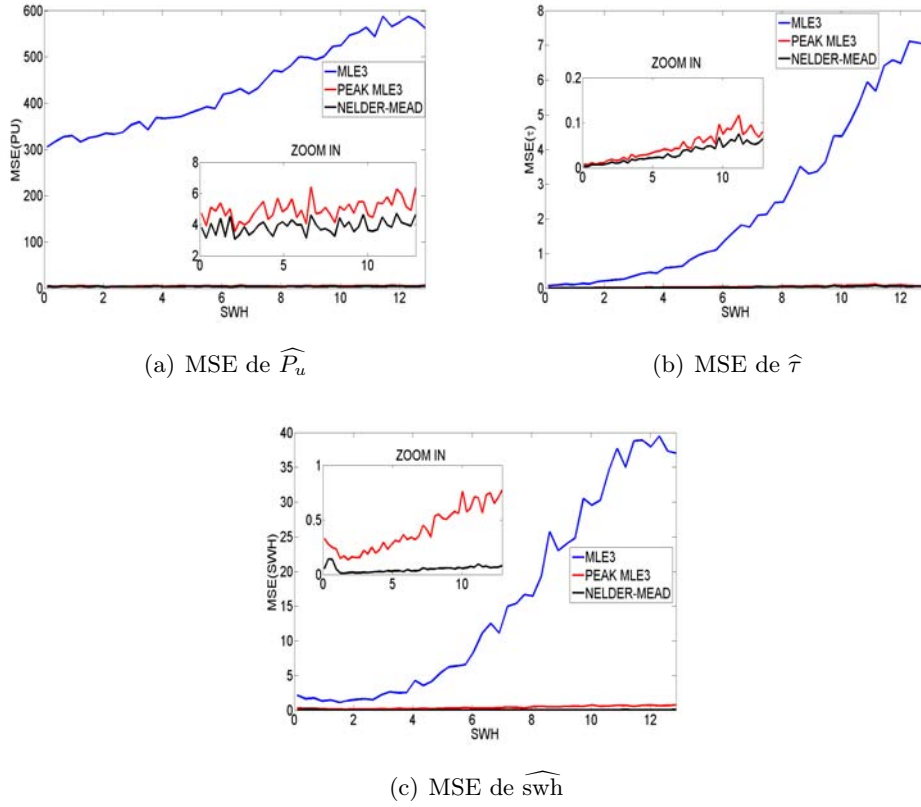 600
500
400
300
200
100
0
MSE(PU)
MLE3
PEAK MLE3
NELDER-MEAD
ZOOM IN
8
6
4
2
0 5 10
0 2 4 6 8 10 12
SWH
(a) MSE de $\widehat{P_u}$
8
7
6
5
4
3
2
1
0
MSE(τ)
MLE3
PEAK MLE3
NELDER-MEAD
ZOOM IN
0.2
0.1
0
0 5 10
0 2 4 6 8 10 12
SWH
(b) MSE de $\widehat{τ}$
40
35
30
25
20
15
10
5
0
MSE(SWH)
ZOOM IN
1
0.5
0
0 5 10
MLE3
PEAK MLE3
NELDER-MEAD
0 2 4 6 8 10 12
SWH
(c) MSE de $\widehat{swh}$